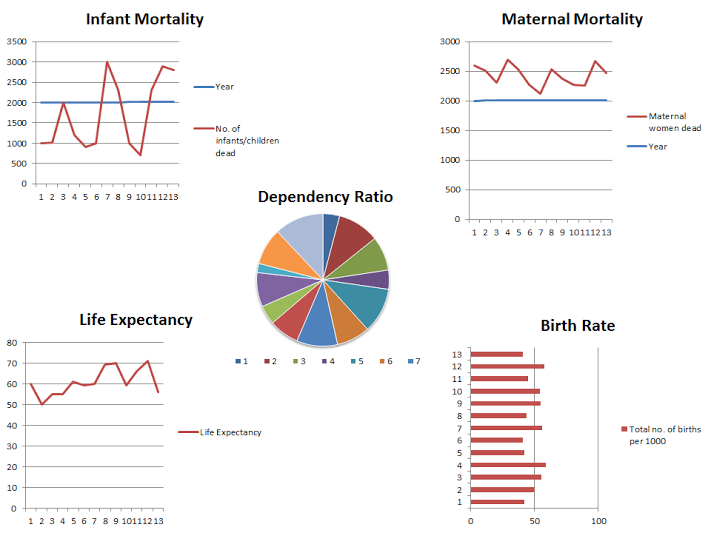 Infant Mortality
3500
3000
2500
2000
1500
1000
500
0
1 2 3 4 5 6 7 8 9 10 11 12 13
Year
No. of
infants/children
dead
Maternal Mortality
3000
2500
2000
1500
1000
500
0
1 2 3 4 5 6 7 8 9 10 11 12 13
Maternal
women dead
Year
Dependency Ratio
1 2 3 4 5 6 7
Life Expectancy
80
70
60
50
40
30
20
10
0
1 2 3 4 5 6 7 8 9 10 11 12 13
Life Expectancy
Birth Rate
13
12
11
10
9
8
7
6
5
4
3
2
1
0 50 100
Total no. of births
per 1000